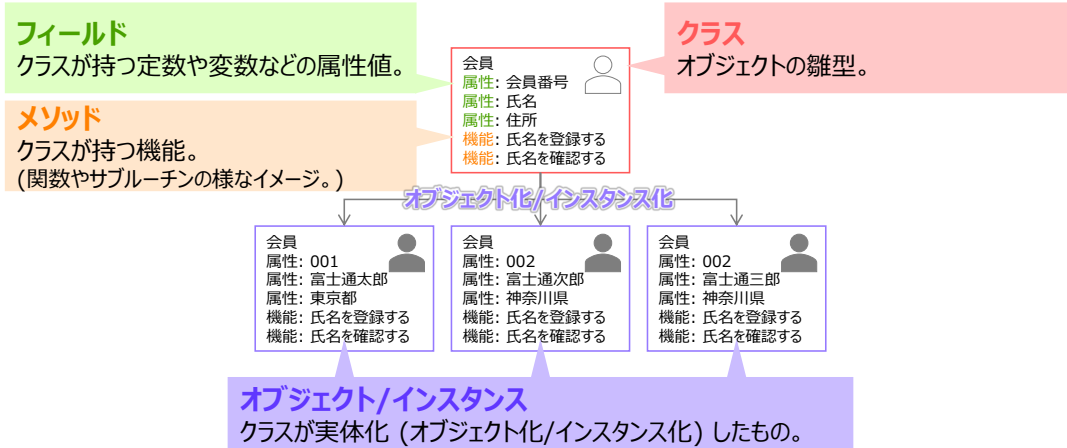 フィールド
クラスが持つ定数や変数などの属性値。
メソッド
クラスが持つ機能。
(関数やサブルーチンの様なイメージ。)
クラス
オブジェクトの雛型。
会員
属性: 会員番号
属性: 氏名
属性: 住所
機能: 氏名を登録する
機能: 氏名を確認する
オブジェクト化/インスタンス化
会員
属性: 001
属性: 富士通太郎
属性: 東京都
機能: 氏名を登録する
機能: 氏名を確認する
会員
属性: 002
属性: 富士通次郎
属性: 神奈川県
機能: 氏名を登録する
機能: 氏名を確認する
会員
属性: 002
属性: 富士通三郎
属性: 神奈川県
機能: 氏名を登録する
機能: 氏名を確認する
オブジェクト/インスタンス
クラスが実体化 (オブジェクト化/インスタンス化) したもの。